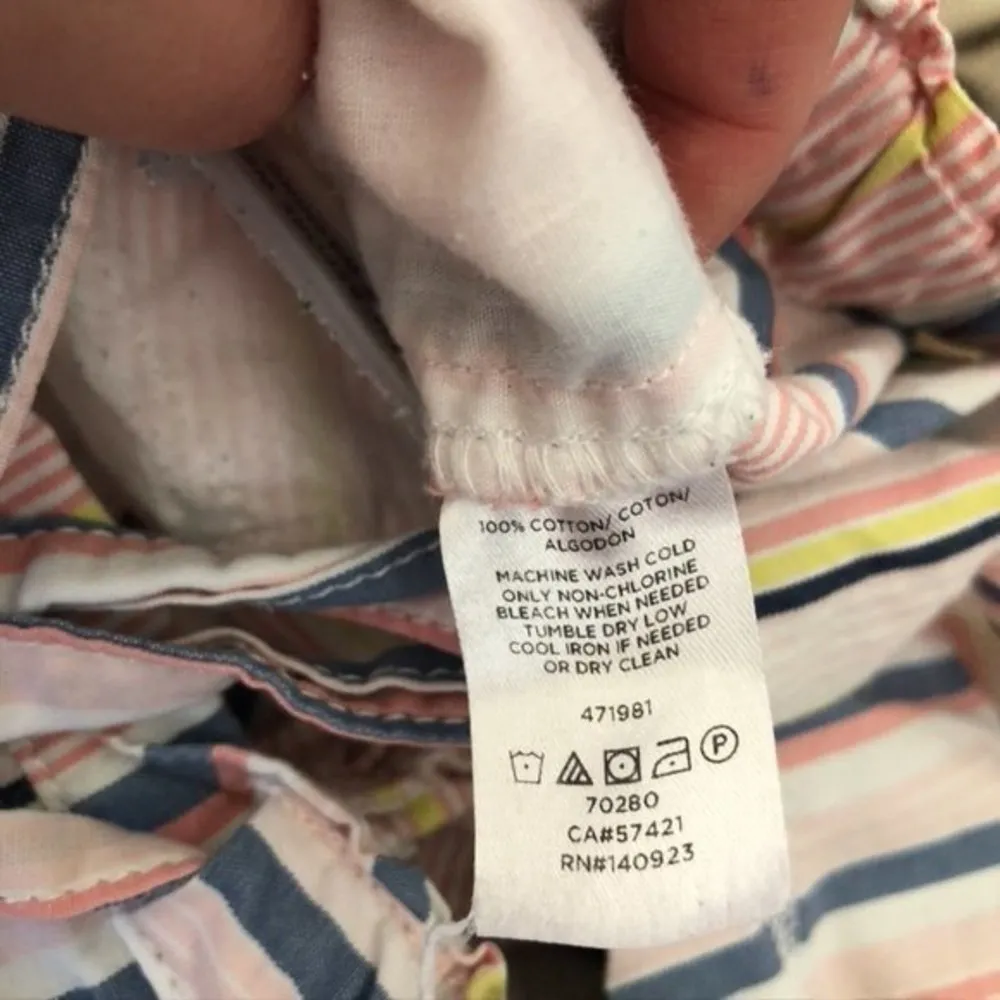 100% COTTON/ COTON/
ALGODÓN
MACHINE WASH COLD
ONLY NON-CHLORINE
BLEACH WHEN NEEDED
TUMBLE DRY LOW
COOL IRON IF NEEDED
OR DRY CLEAN
471981
P
70280
CA#57421
RN#140923